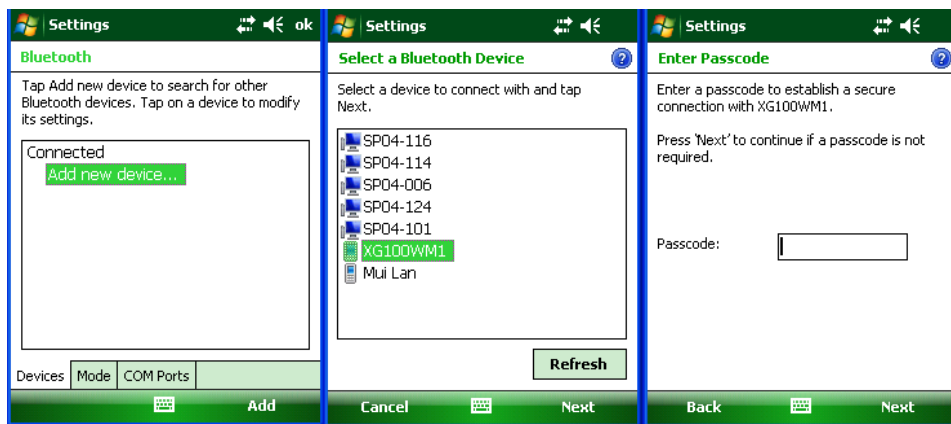 Settings ok
Bluetooth
Tap Add new device to search for other
Bluetooth devices. Tap on a device to modify
its settings.
Connected
Add new device...
Devices Mode COM Ports
Add
Settings
Select a Bluetooth Device ?
Select a device to connect with and tap
Next.
SP04-116
SP04-114
SP04-006
SP04-124
SP04-101
XG100WM1
Mui Lan
Refresh
Cancel Next
Settings
Enter Passcode ?
Enter a passcode to establish a secure
connection with XG100WM1.
Press 'Next' to continue if a passcode is not
required.
Passcode:
Back Next